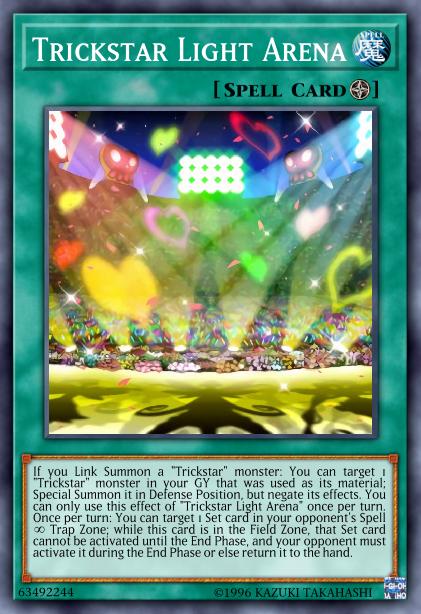 Trickstar Light Arena
SPELL
魔
[Spell Card]
If you Link Summon a "Trickstar" monster: You can target 1
"Trickstar" monster in your GY that was used as its material;
Special Summon it in Defense Position, but negate its effects. You
can only use this effect of "Trickstar Light Arena" once per turn.
Once per turn: You can target 1 Set card in your opponent's Spell
∞ Trap Zone; while this card is in the Field Zone, that Set card
cannot be activated until the End Phase, and your opponent must
activate it during the End Phase or else return it to the hand.
63492244
©1996 KAZUKI TAKAHASHI